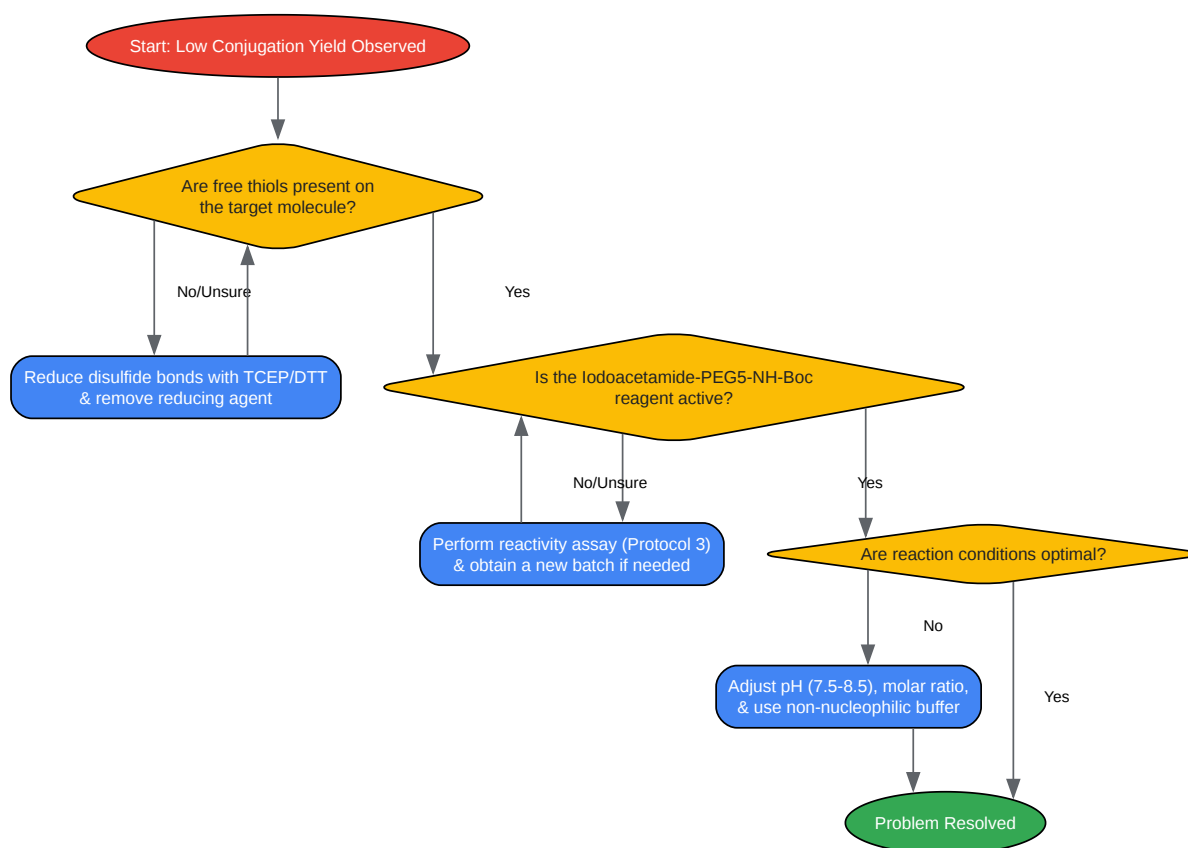 Start: Low Conjugation Yield Observed
Are free thiols present on
the target molecule?
No/Unsure
Yes
Reduce disulfide bonds with TCEP/DTT
& remove reducing agent
Is the Iodoacetamide-PEG5-NH-Boc
reagent active?
No/Unsure
Yes
Perform reactivity assay (Protocol 3)
& obtain a new batch if needed
Are reaction conditions optimal?
No
Adjust pH (7.5-8.5), molar ratio,
& use non-nucleophilic buffer
Yes
Problem Resolved